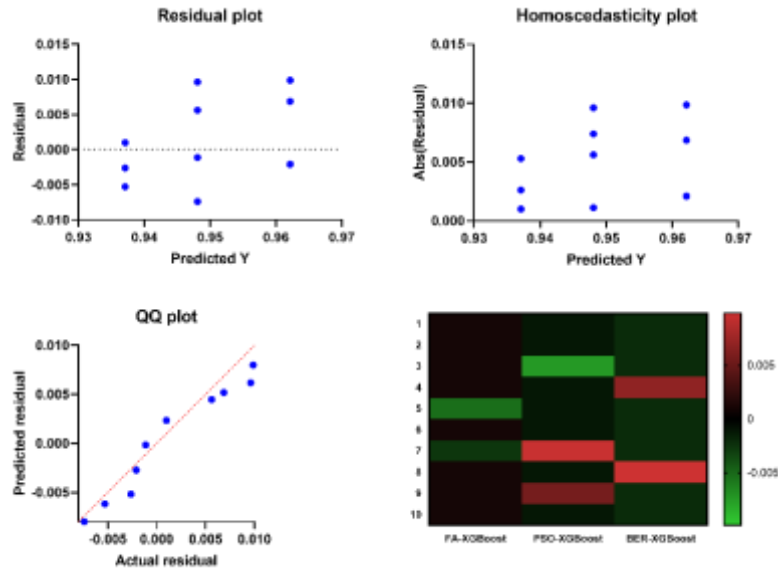 Residual plot
0.015
0.010
0.005
0.000
-0.005
-0.010
0.93 0.94 0.95 0.96 0.97
Residual
Predicted Y
Homoscedasticity plot
0.015
0.010
0.005
0.000
0.93 0.94 0.95 0.96 0.97
Abs(Residual)
Predicted Y
QQ plot
0.010
0.005
0.000
-0.005
-0.005 0.000 0.005 0.010
Predicted residual
Actual residual
1
2
3
4
5
6
7
8
9
10
FA-XGBoost PSO-XGBoost BER-XGBoost
0.005
0
-0.005